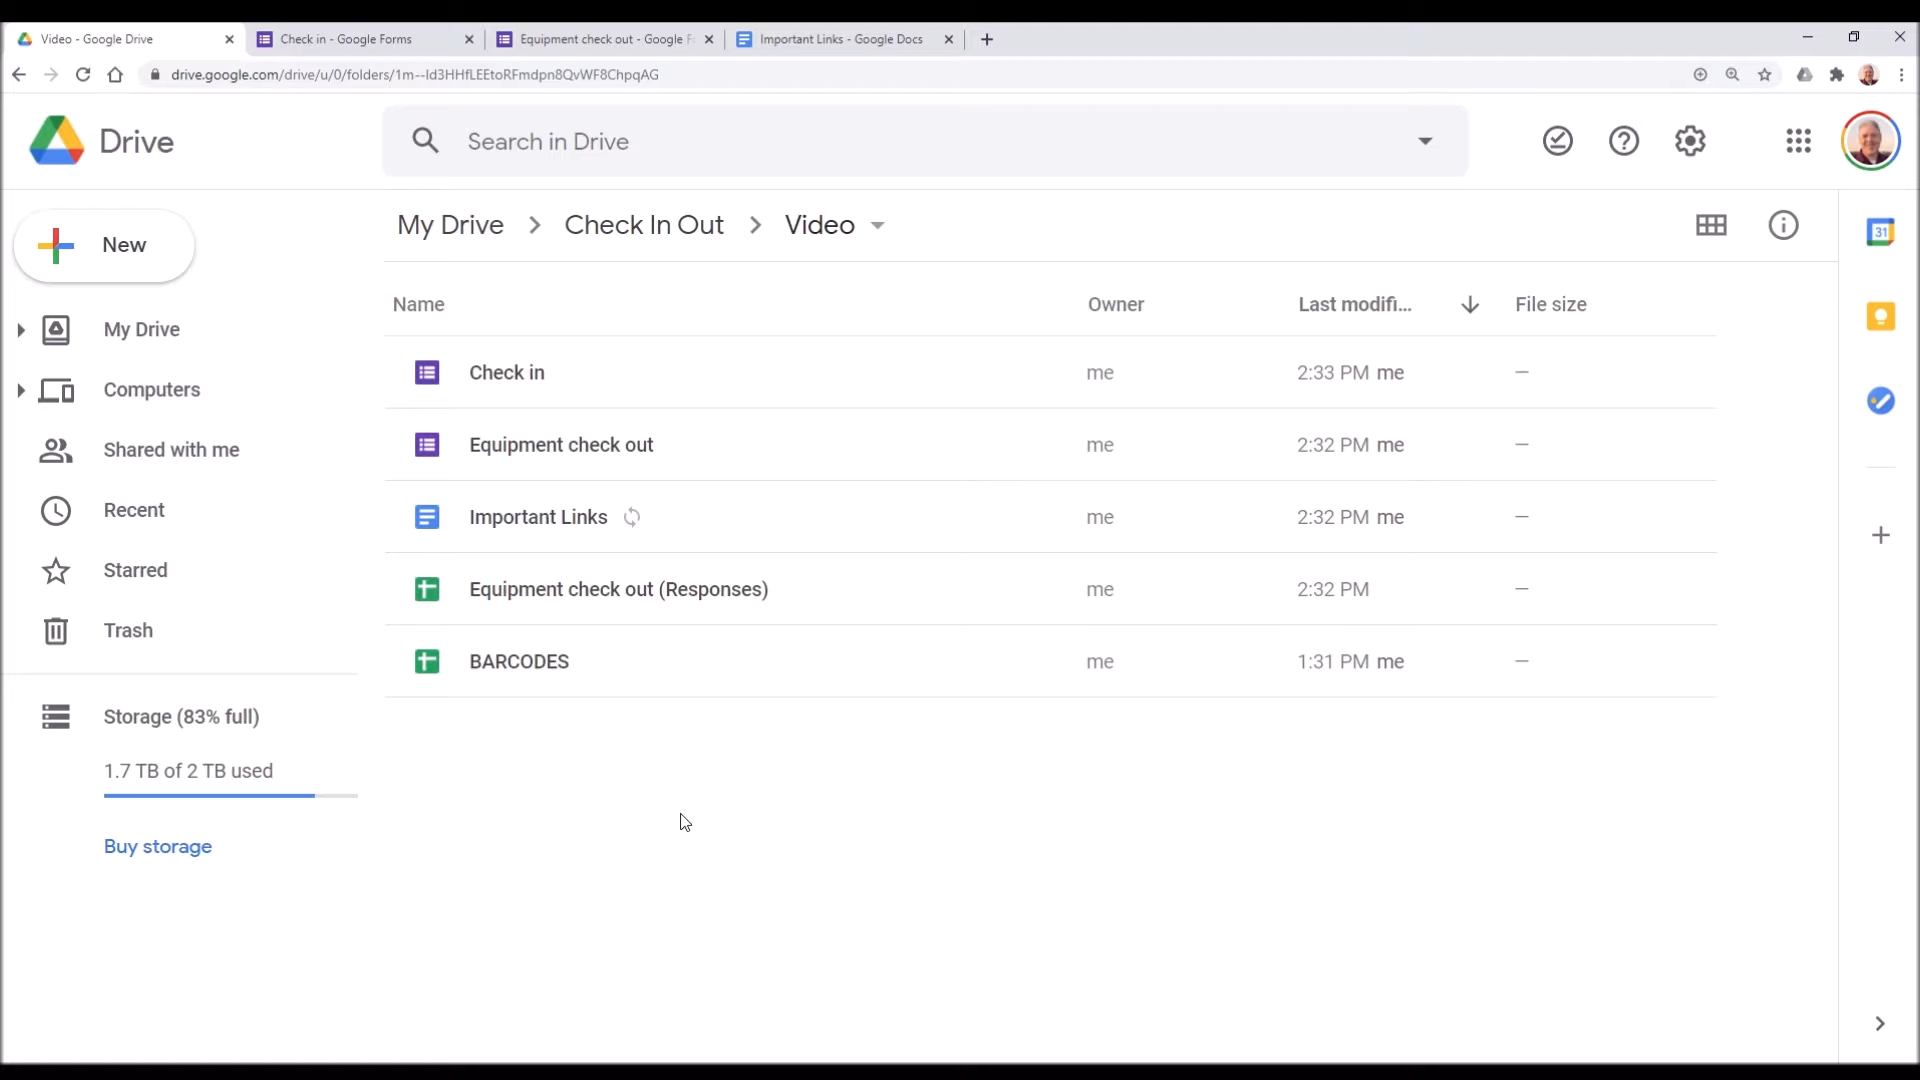 Video - Google Drive
Check in - Google Forms
Equipment check out - Google F
Important Links - Google Docs
drive.google.com/drive/u/0/folders/1m--Id3HHfLEEtoRFmdpn8QvWF8ChpqAG
Drive
Search in Drive
New
My Drive
Computers
Shared with me
Recent
Starred
Trash
Storage (83% full)
1.7 TB of 2 TB used
Buy storage
My Drive > Check In Out > Video
Name Owner Last modifi... File size
Check in me 2:33 PM me —
Equipment check out me 2:32 PM me —
Important Links me 2:32 PM me —
Equipment check out (Responses) me 2:32 PM —
BARCODES me 1:31 PM me —
31